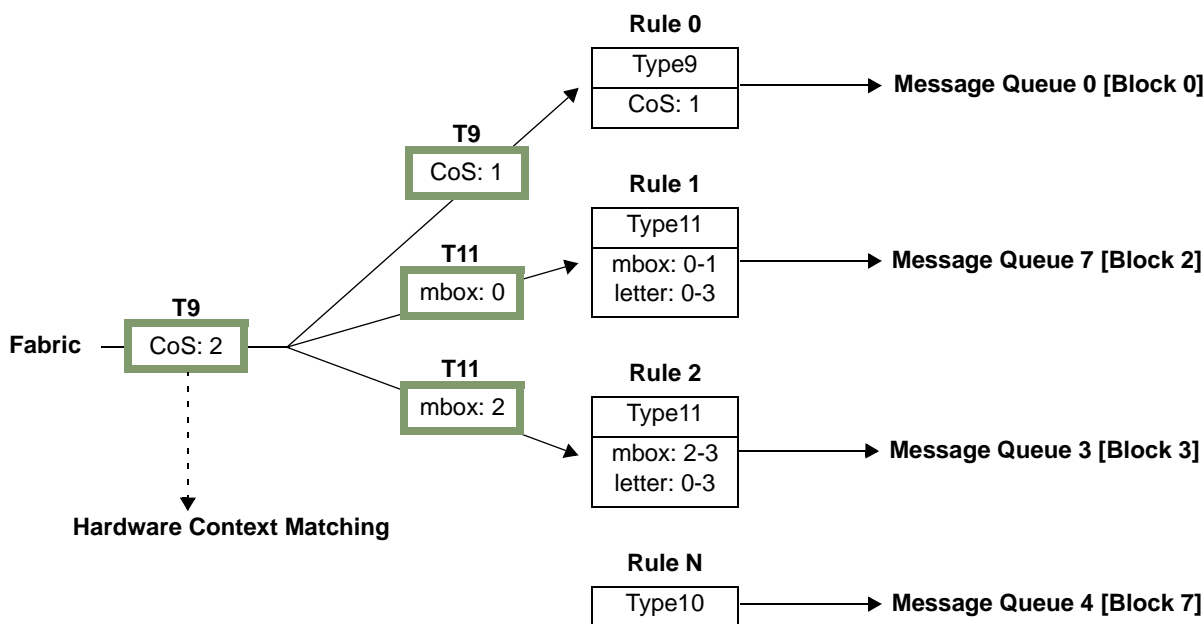 Rule 0
Type9
CoS: 1
Message Queue 0 [Block 0]
T9
CoS: 1
Rule 1
Type11
mbox: 0-1
letter: 0-3
Message Queue 7 [Block 2]
T11
mbox: 0
T9
Fabric
CoS: 2
T11
mbox: 2
Rule 2
Type11
mbox: 2-3
letter: 0-3
Message Queue 3 [Block 3]
Hardware Context Matching
Rule N
Type10
Message Queue 4 [Block 7]